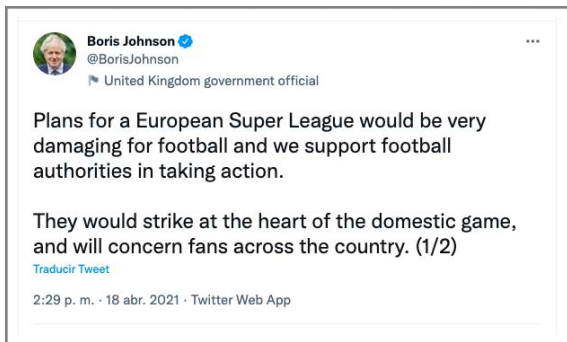 Boris Johnson
@BorisJohnson
United Kingdom government official
Plans for a European Super League would be very
damaging for football and we support football
authorities in taking action.
They would strike at the heart of the domestic game,
and will concern fans across the country. (1/2)
Traducir Tweet
2:29 p. m. · 18 abr. 2021 · Twitter Web App